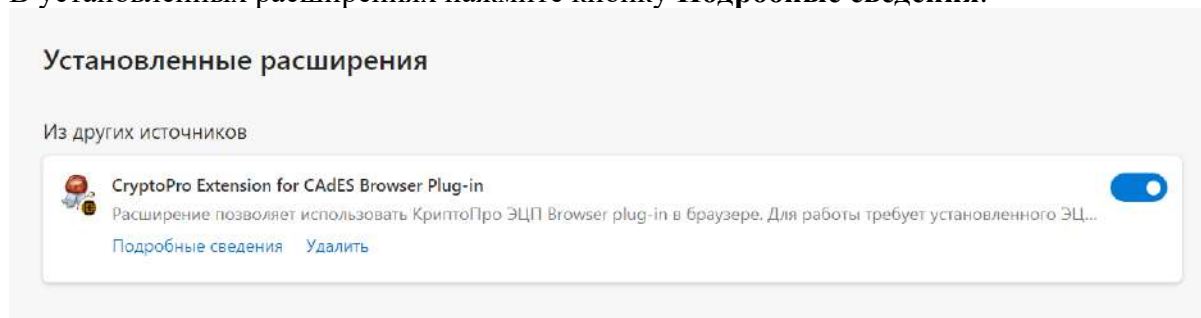 В установленных расширениях нажмите кнопку Подробные сведения.
Установленные расширения
Из других источников
CryptoPro Extension for CAdES Browser Plug-in
Расширение позволяет использовать КриптоПро ЭЦП Browser plug-in в браузере. Для работы требует установленного ЭЦ...
Подробные сведения Удалить